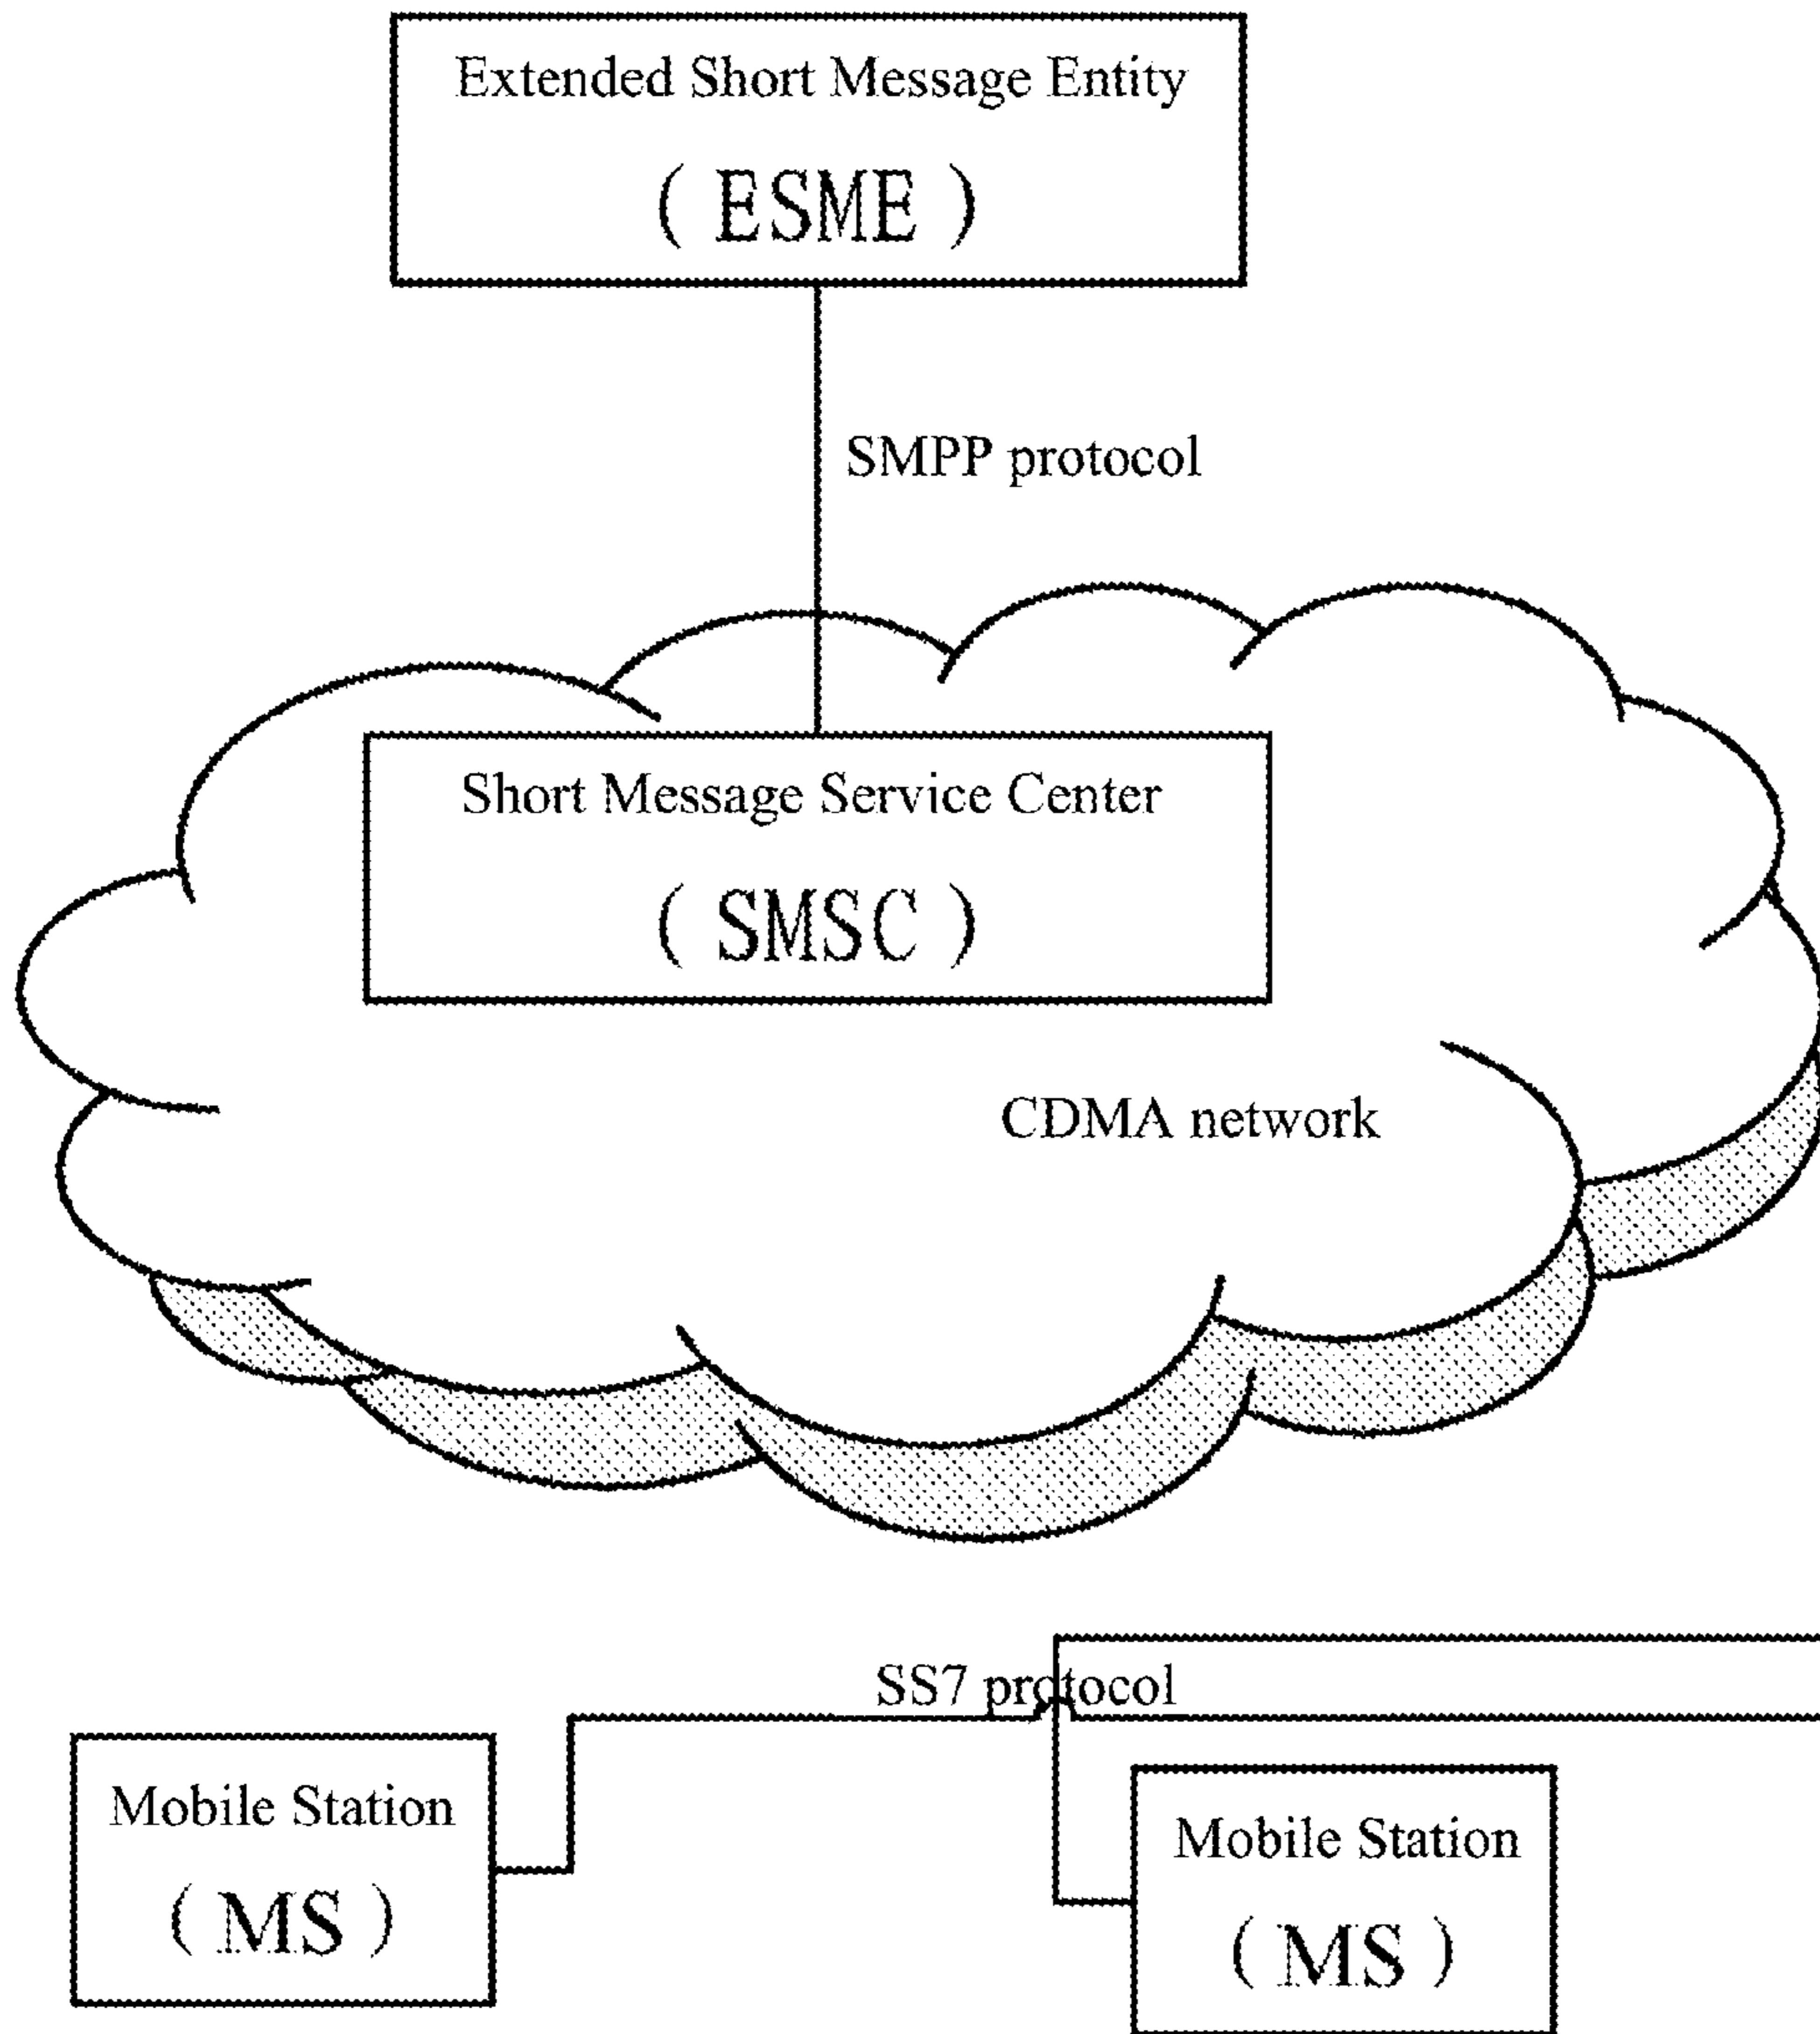 Extended Short Message Entity
( ESME )
SMPP protocol
Short Message Service Center
( SMSC )
CDMA network
SS7 protocol
Mobile Station
( MS )
Mobile Station
( MS )